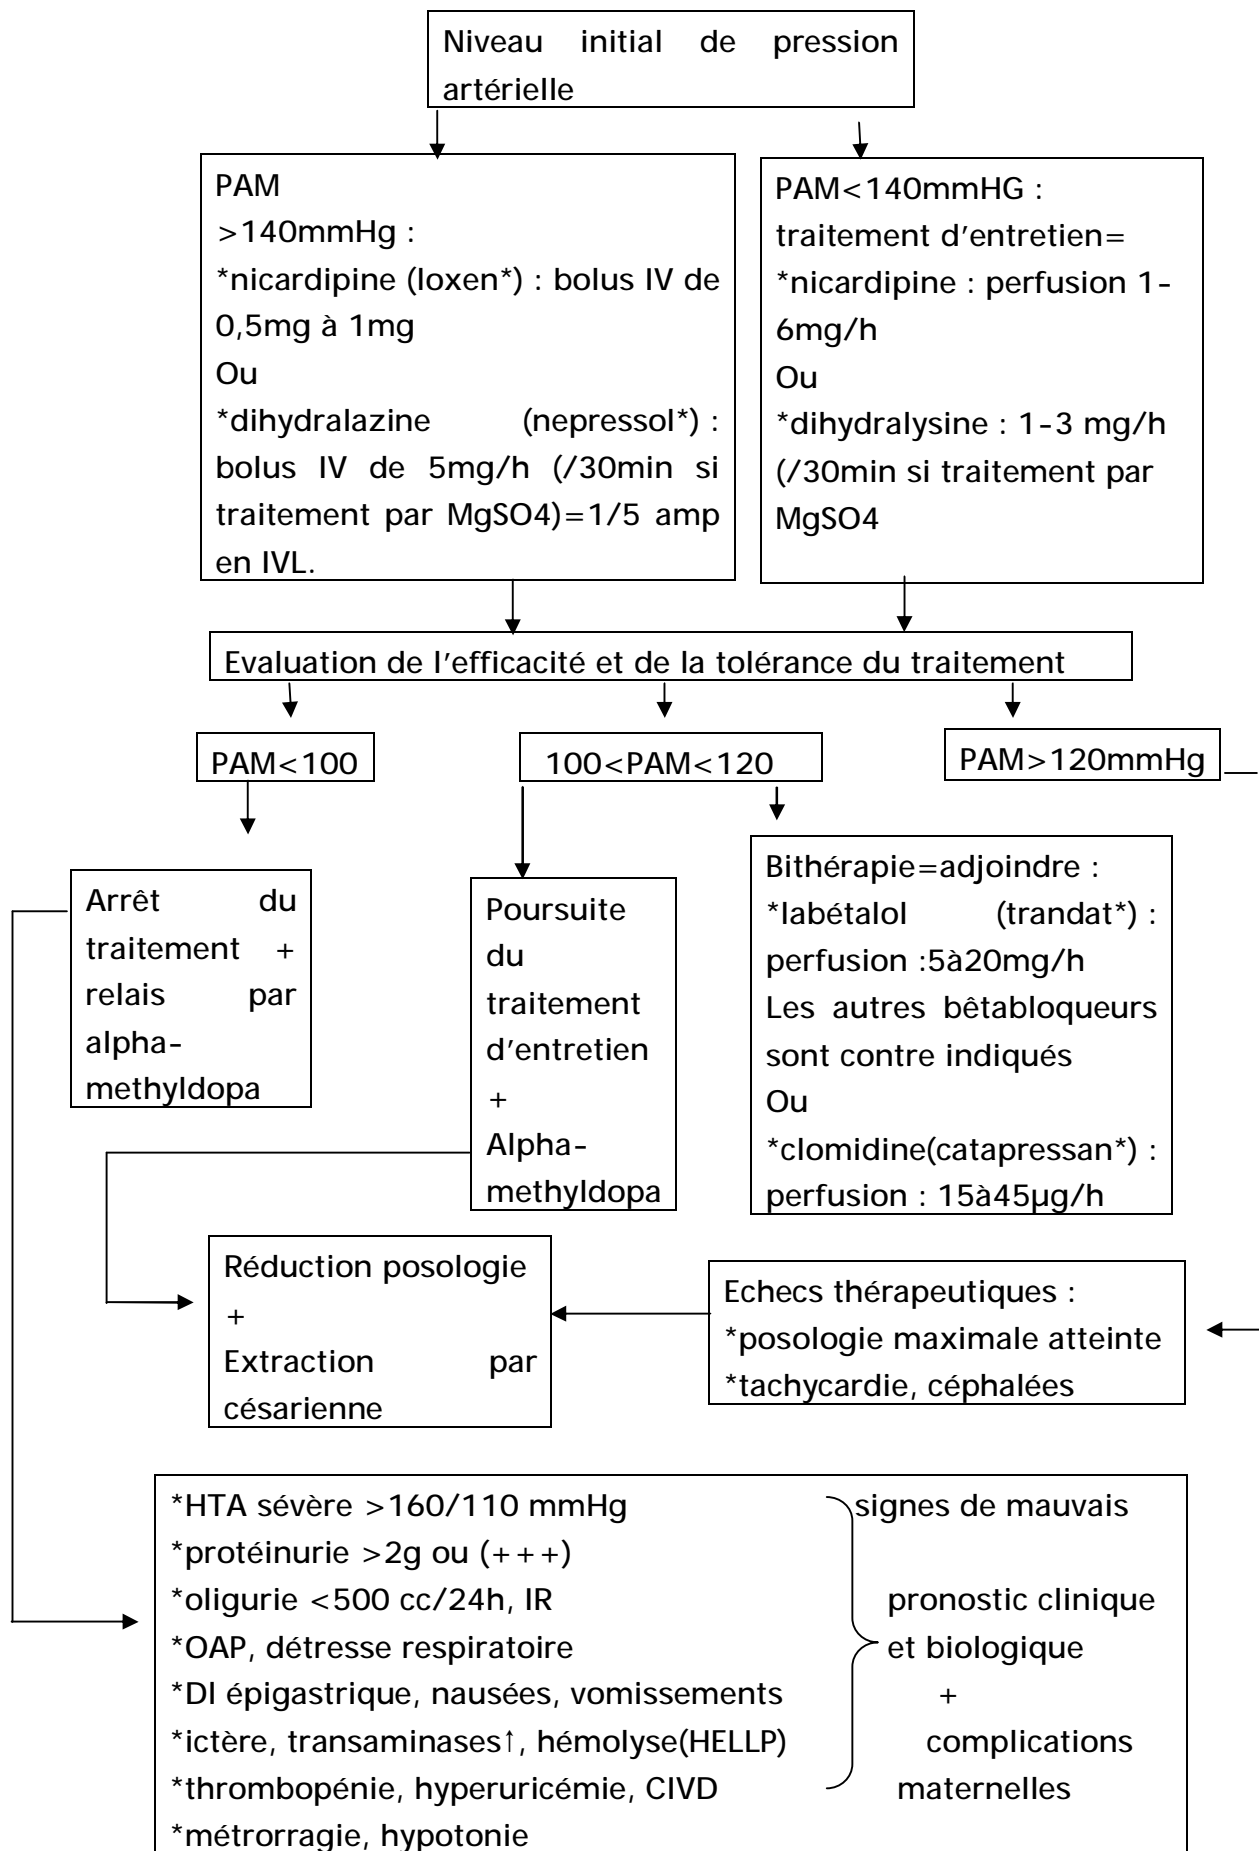 Niveau initial de pression
artérielle
PAM
>140mmHg :
*nicardipine (loxen*) : bolus IV de
0,5mg à 1mg
Ou
*dihydralazine (nepressol*) :
bolus IV de 5mg/h (/30min si
traitement par MgSO4)=1/5 amp
en IVL.
PAM<140mmHG :
traitement d'entretien=
*nicardipine : perfusion 1-
6mg/h
Ou
*dihydralysine : 1-3 mg/h
(/30min si traitement par
MgSO4
Evaluation de l'efficacité et de la tolérance du traitement
PAM<100
100<PAM<120
PAM>120mmHg
Arrêt du
traitement +
relais par
alpha-
methyldopa
Poursuite
du
traitement
d'entretien
+
Alpha-
methyldopa
Bithérapie=adjoindre :
*labétalol (trandat*) :
perfusion :5à20mg/h
Les autres bêtabloqueurs
sont contre indiqués
Ou
*clomidine(catapressan*) :
perfusion : 15à45µg/h
Réduction posologie
+
Extraction par
césarienne
Echecs thérapeutiques :
*posologie maximale atteinte
*tachycardie, céphalées
*HTA sévère >160/110 mmHg signes de mauvais
*protéinurie >2g ou (+++)
*oligurie <500 cc/24h, IR pronostic clinique
*OAP, détresse respiratoire et biologique
*Dl épigastrique, nausées, vomissements +
*ictère, transaminases↑, hémolyse(HELLP) complications
*thrombopénie, hyperuricémie, CIVD maternelles
*métrorragie, hypotonie